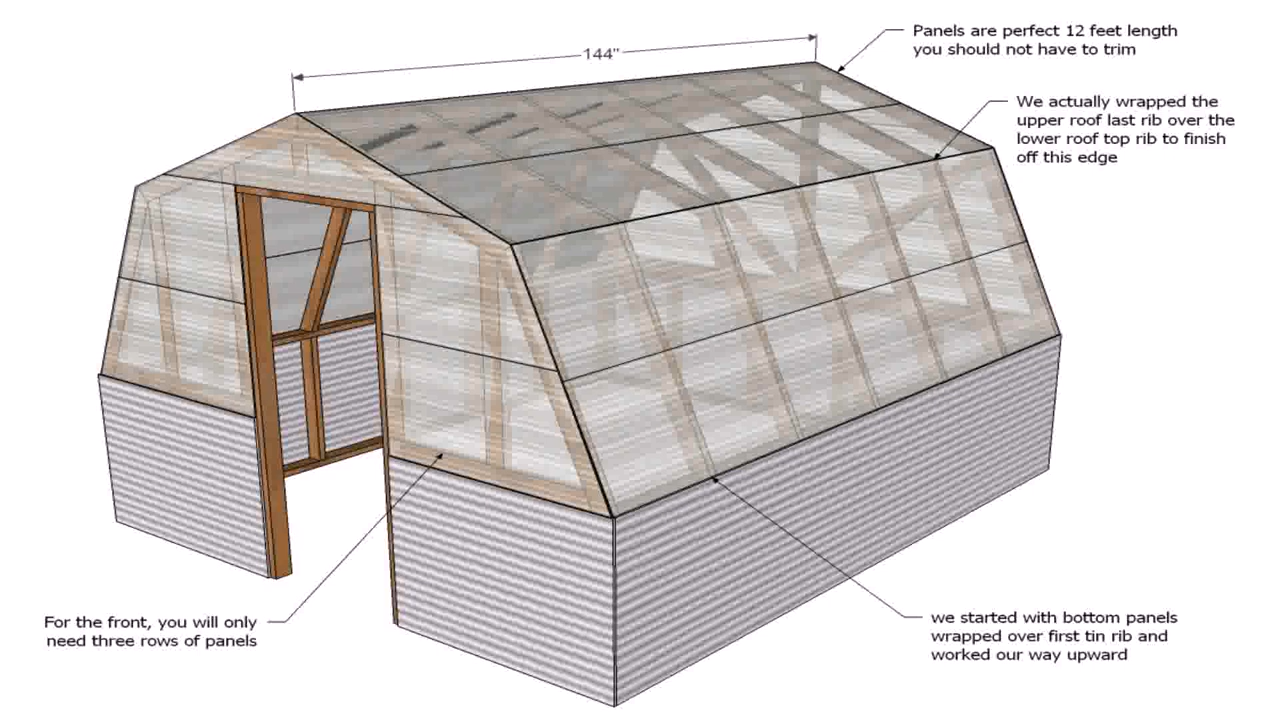 144"
Panels are perfect 12 feet length
you should not have to trim
We actually wrapped the
upper roof last rib over the
lower roof top rib to finish
off this edge
For the front, you will only
need three rows of panels
we started with bottom panels
wrapped over first tin rib and
worked our way upward